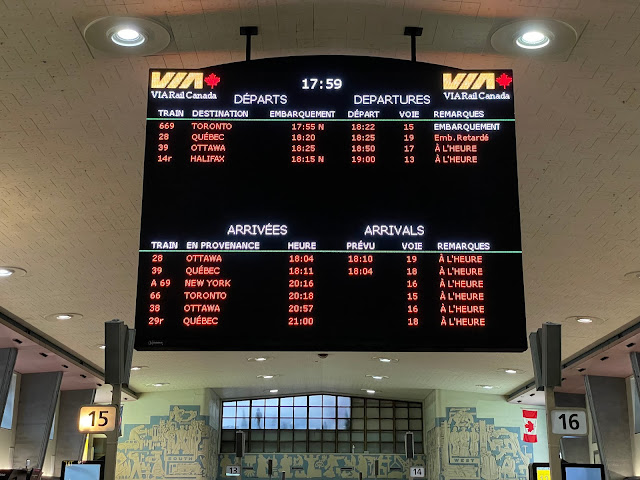 17:59
VIA VIA
VIA Rail Canada VIA Rail Canada
DÉPARTS DEPARTURES
TRAIN DESTINATION EMBARQUEMENT DÉPART VOIE REMARQUES
669 TORONTO 17:55 N 18:22 15 EMBARQUEMENT
28 QUÉBEC 18:20 18:25 19 Emb.Retardé
39 OTTAWA 18:25 18:50 17 À L'HEURE
14r HALIFAX 18:15 N 19:00 13 À L'HEURE
ARRIVÉES ARRIVALS
TRAIN EN PROVENANCE HEURE PRÉVU VOIE REMARQUES
28 OTTAWA 18:04 18:10 19 À L'HEURE
39 QUÉBEC 18:11 18:04 18 À L'HEURE
A 69 NEW YORK 20:16 16 À L'HEURE
66 TORONTO 20:18 15 À L'HEURE
38 OTTAWA 20:57 16 À L'HEURE
29r QUÉBEC 21:00 18 À L'HEURE
15 16
13 14
SOUTH WEST